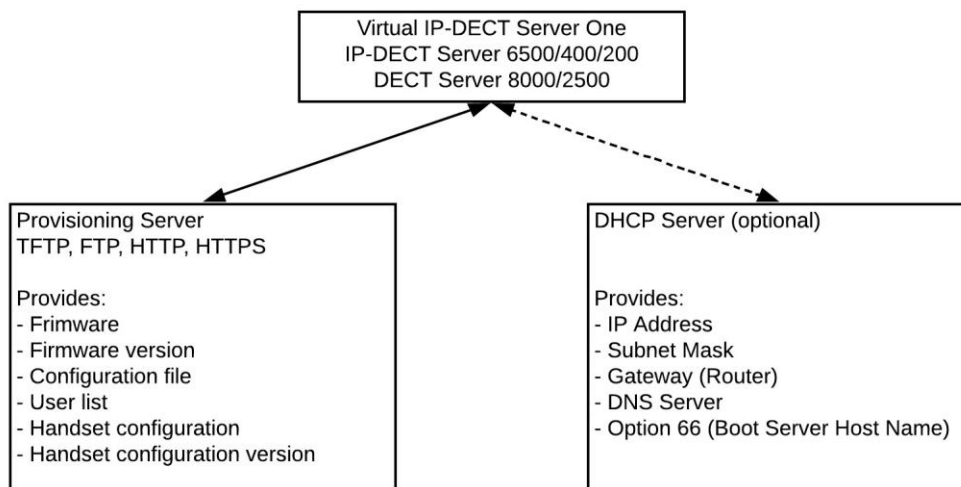 Virtual IP-DECT Server One
IP-DECT Server 6500/400/200
DECT Server 8000/2500
Provisioning Server
TFTP, FTP, HTTP, HTTPS
Provides:
- Frimware
- Firmware version
- Configuration file
- User list
- Handset configuration
- Handset configuration version
DHCP Server (optional)
Provides:
- IP Address
- Subnet Mask
- Gateway (Router)
- DNS Server
- Option 66 (Boot Server Host Name)